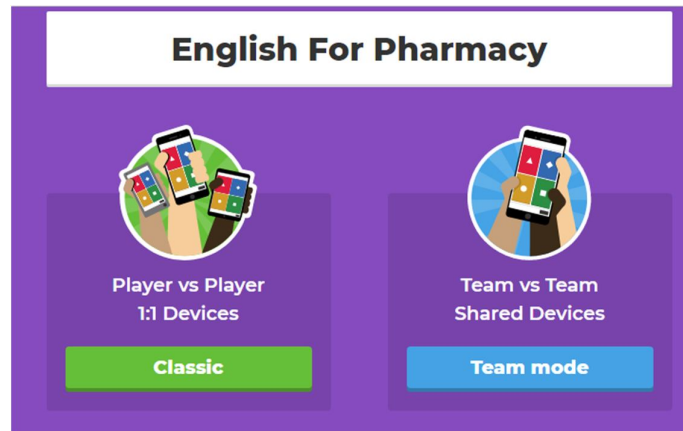 English For Pharmacy
Player vs Player
1:1 Devices
Classic
Team vs Team
Shared Devices
Team mode